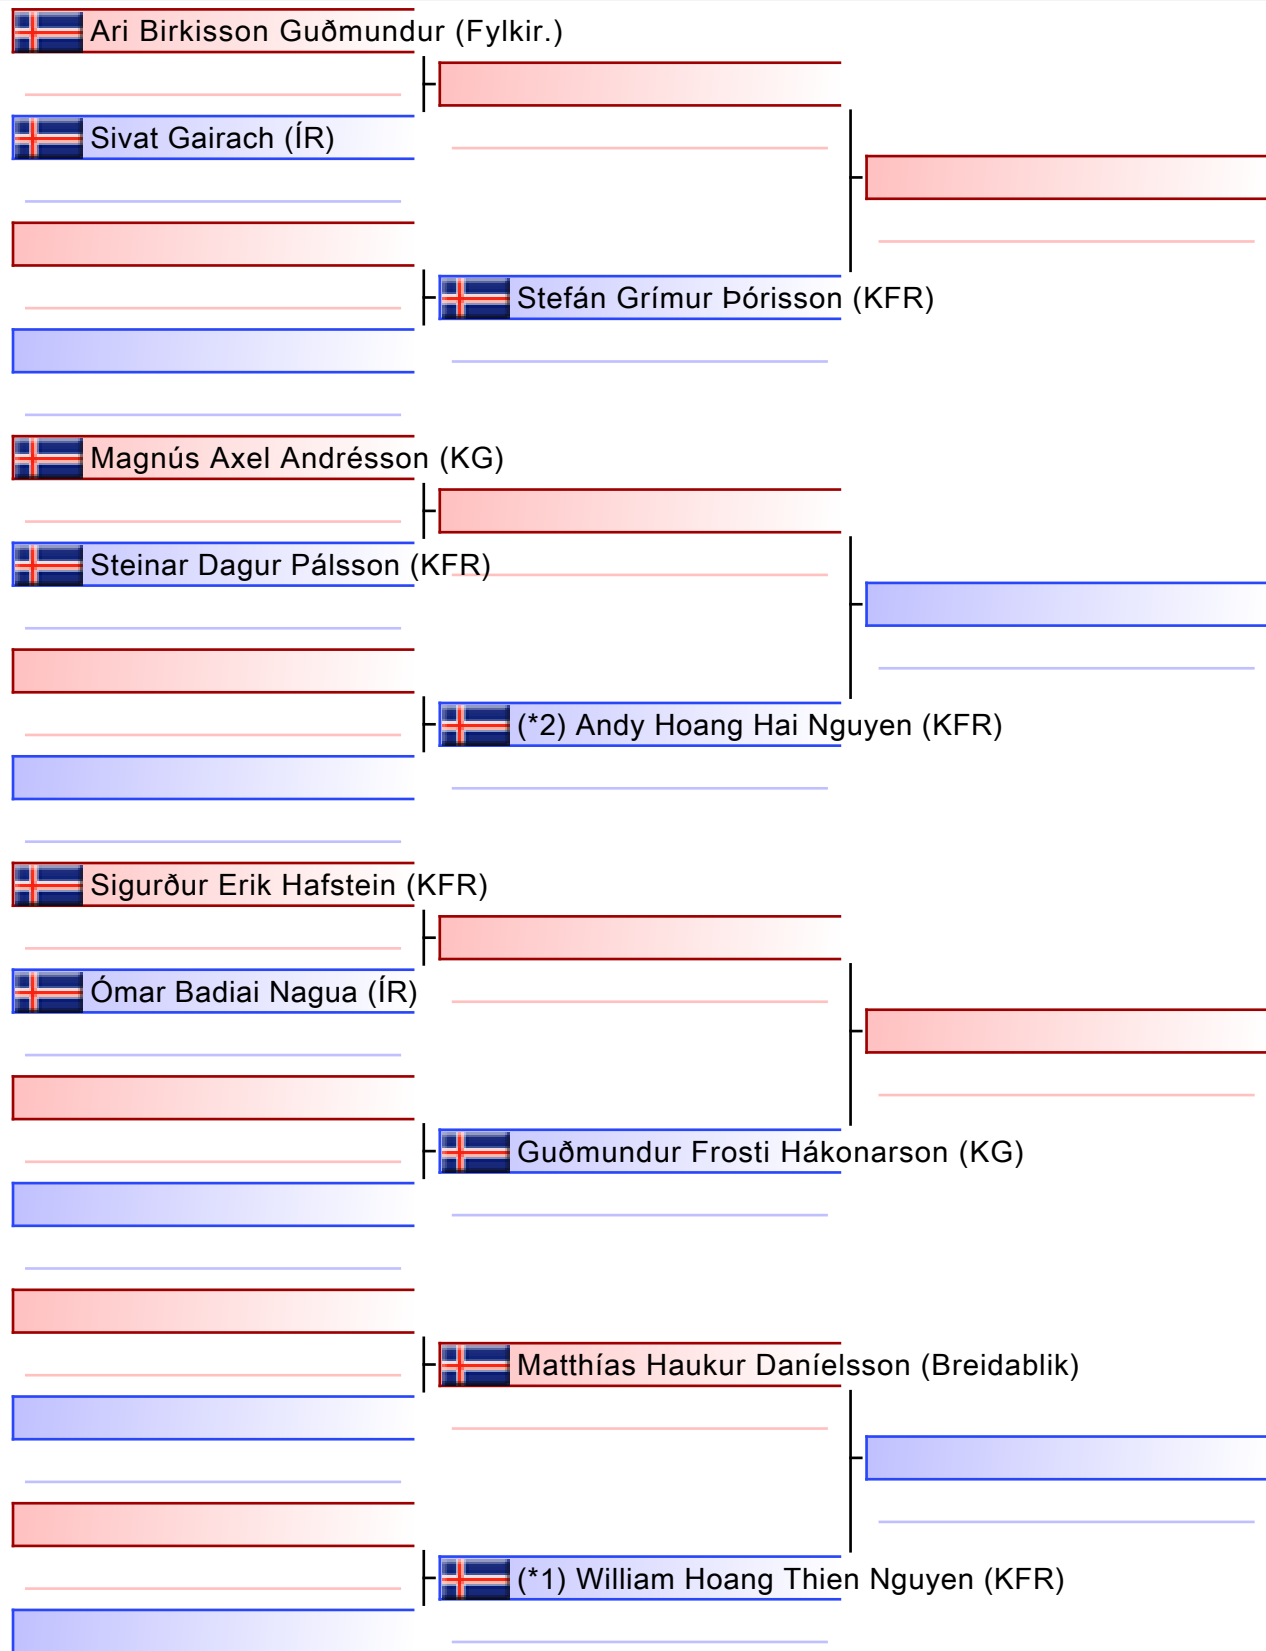 Ari Birkisson Guðmundur (Fylkir.)
Sivat Gairach (ÍR)
Stefán Grímur Þórisson (KFR)
Magnús Axel Andrésson (KG)
Steinar Dagur Pálsson (KFR)
(*2) Andy Hoang Hai Nguyen (KFR)
Sigurður Erik Hafstein (KFR)
Ómar Badiai Nagua (ÍR)
Guðmundur Frosti Hákonarson (KG)
Matthías Haukur Daníelsson (Breidablik)
(*1) William Hoang Thien Nguyen (KFR)